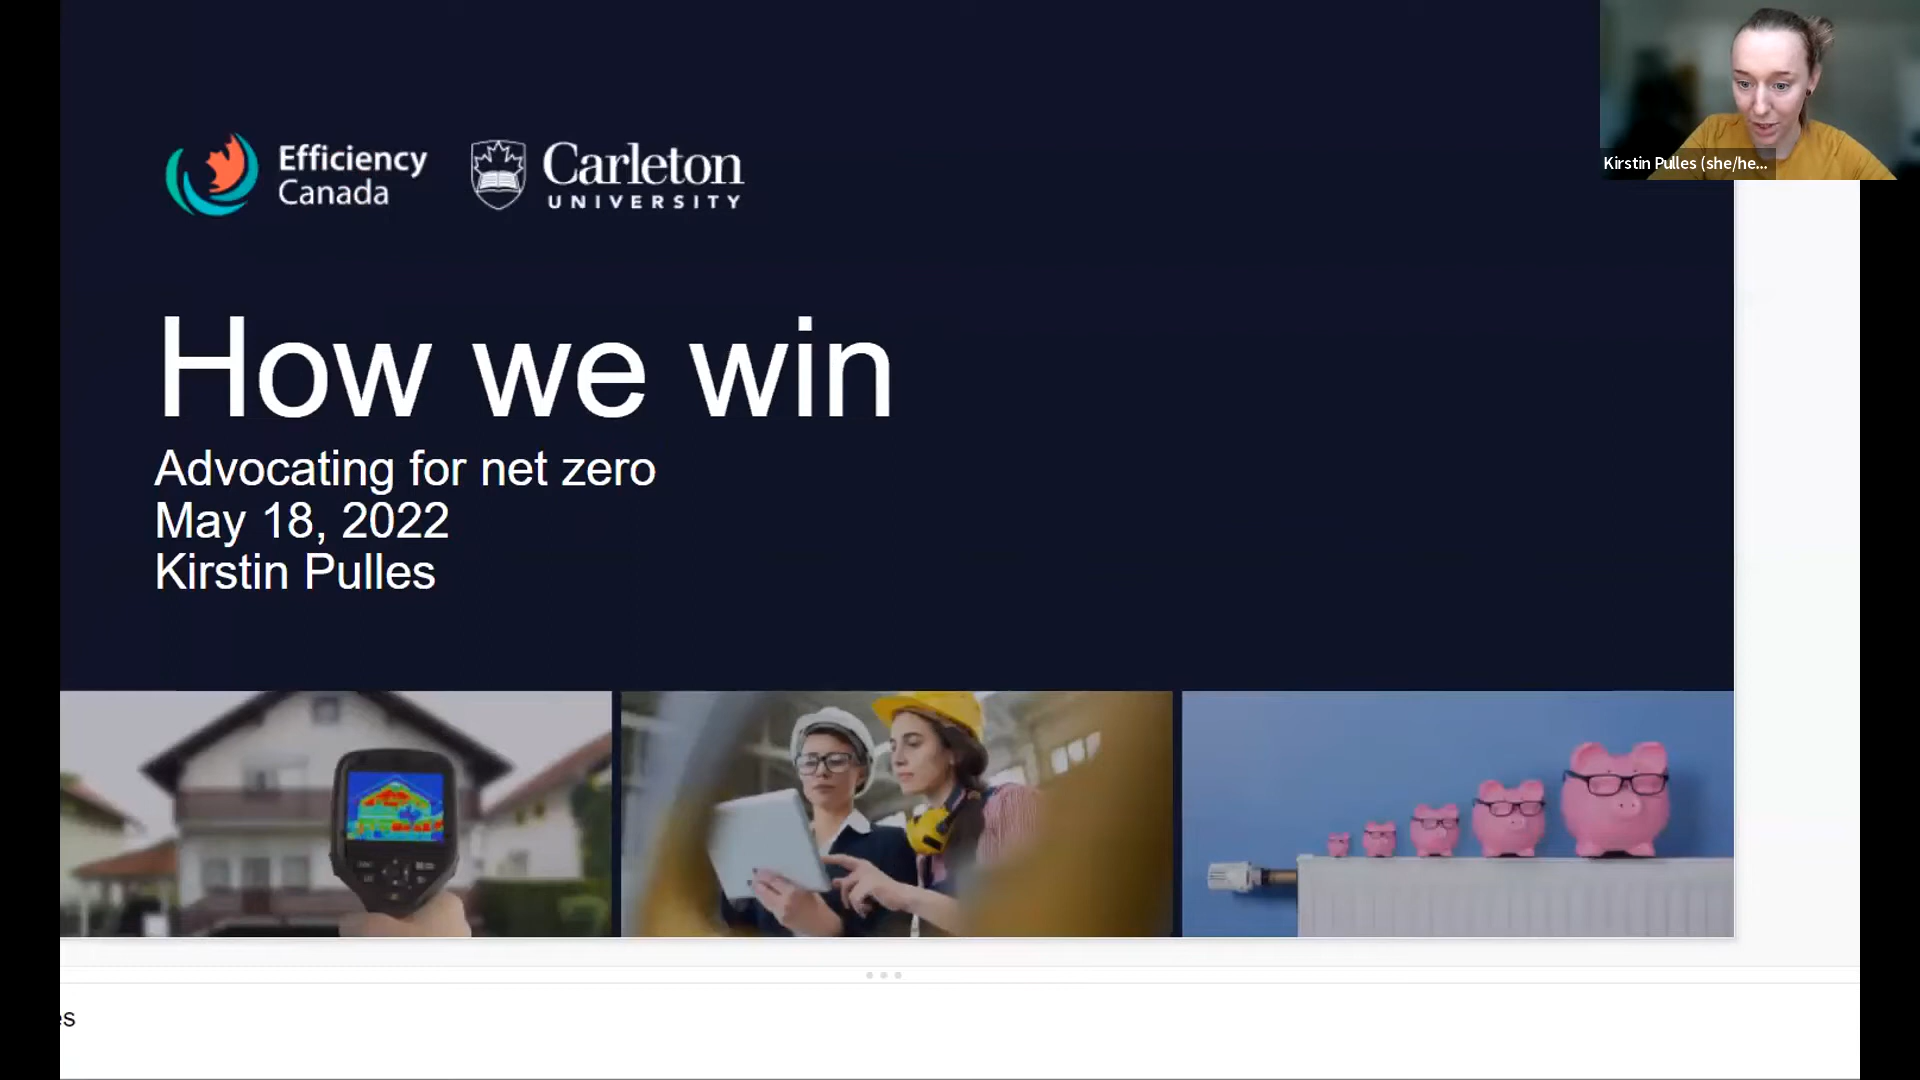 Efficiency
Canada
Carleton
UNIVERSITY
Kirstin Pulles (she/he...
How we win
Advocating for net zero
May 18, 2022
Kirstin Pulles
es